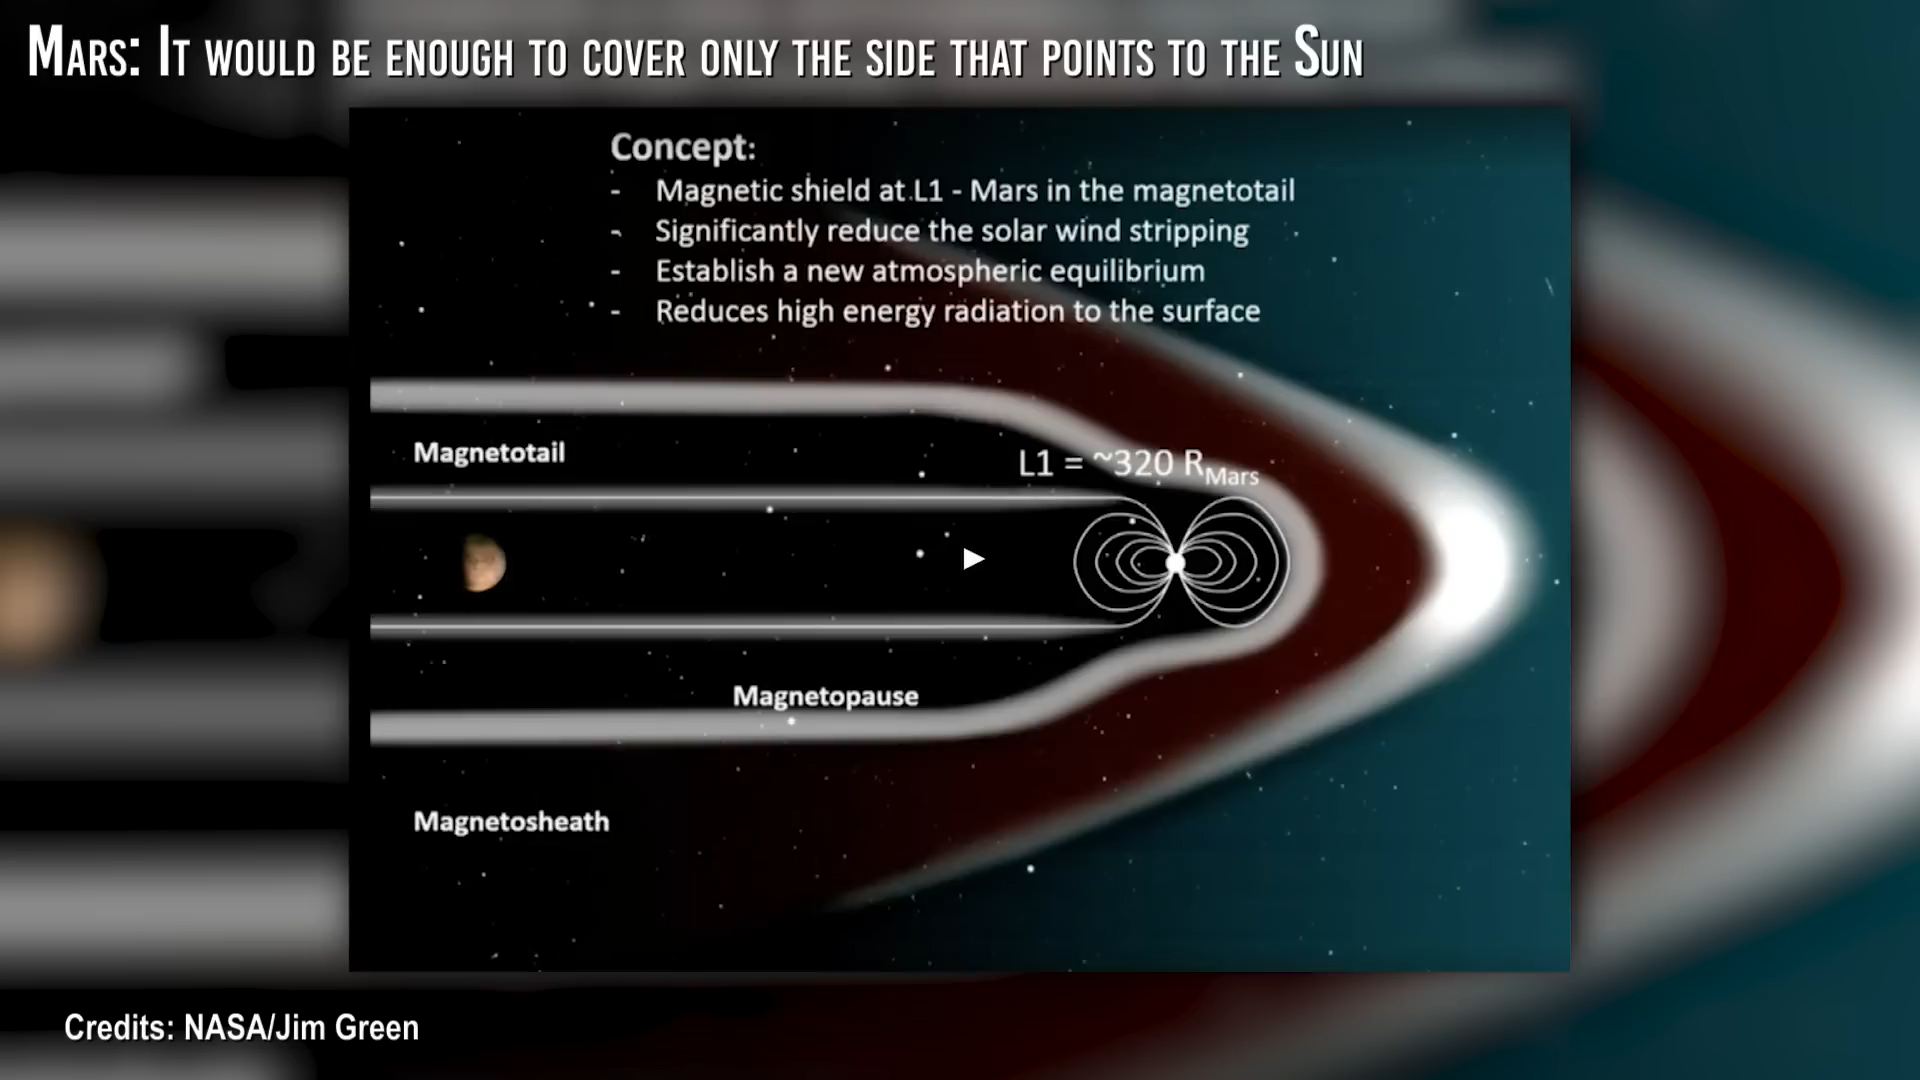 Mars: It would be enough to cover only the side that points to the Sun
Concept:
- Magnetic shield at L1 - Mars in the magnetotail
- Significantly reduce the solar wind stripping
- Establish a new atmospheric equilibrium
- Reduces high energy radiation to the surface
Magnetotail
L1 = ~320 RMars
Magnetopause
Magnetosheath
Credits: NASA/Jim Green